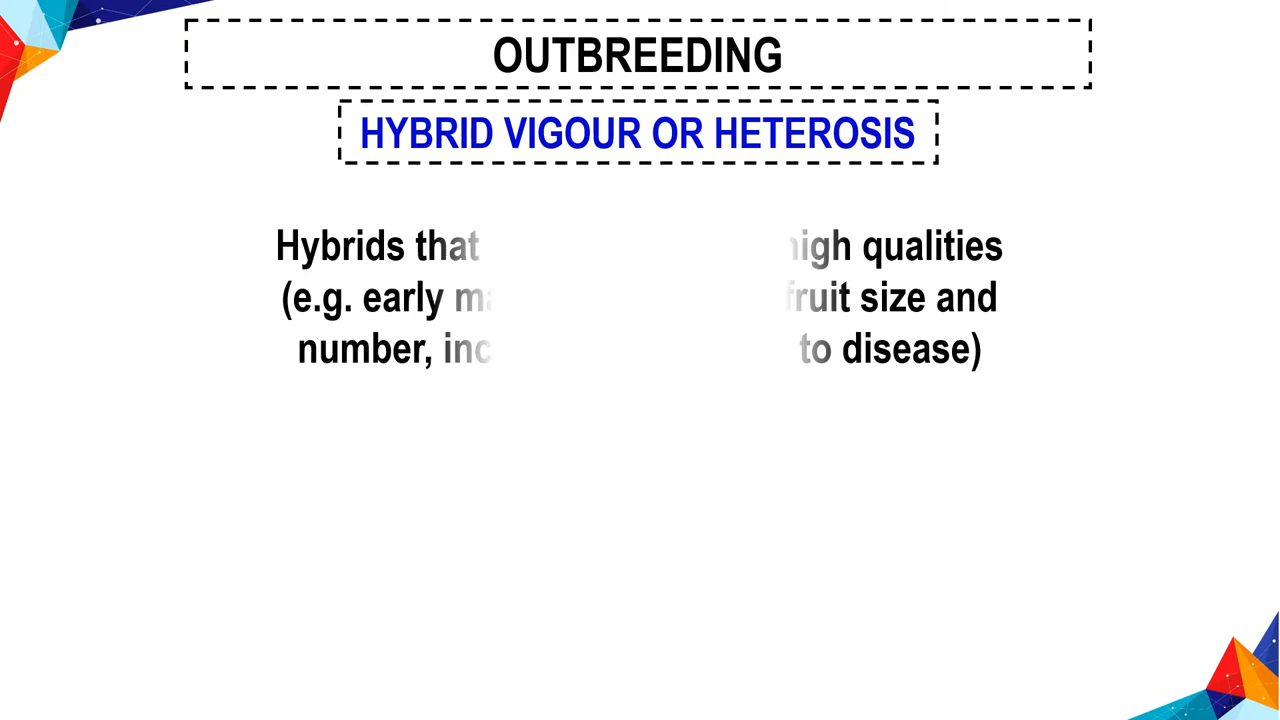 OUTBREEDING
HYBRID VIGOUR OR HETEROSIS
Hybrids that high qualities
(e.g. early fruit size and
number, to disease)